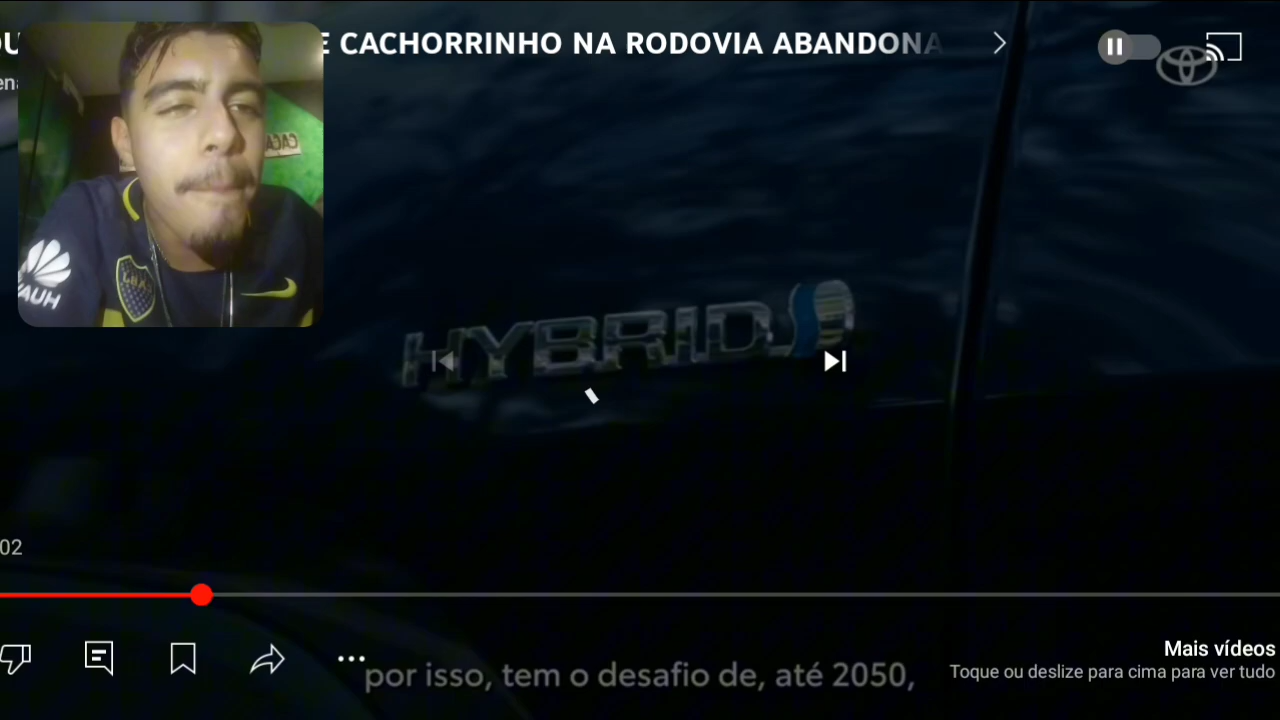 E CACHORRINHO NA RODOVIA ABANDONA
HYBRID
02
por isso, tem o desafio de, até 2050,
Mais vídeos
Toque ou deslize para cima para ver tudo